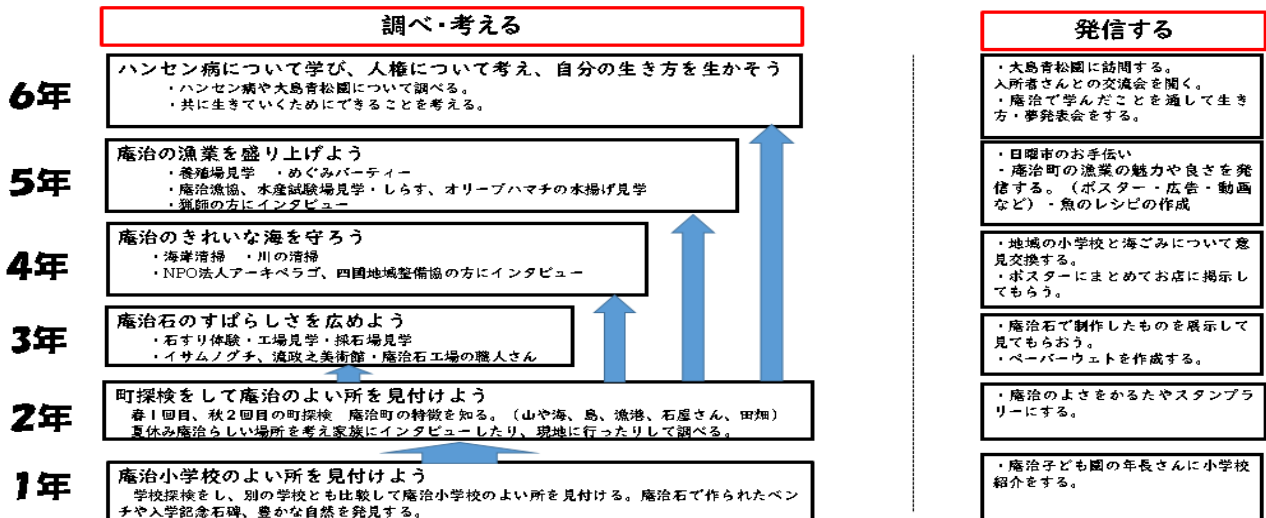 調べ・考える
発信する
6年
ハンセン病について学び、人権について考え、自分の生き方を生かそう
・ハンセン病や大島青松園について調べる。
・共に生きていくためにできることを考える。
・大島青松園に訪問する。
入所者さんとの交流会を開く。
・庵治で学んだことを通して生き
方・夢発表会をする。
5年
庵治の漁業を盛り上げよう
・養殖場見学　・めぐみパーティー
・庵治漁協、水産試験場見学・しらす、オリーブハマチの水揚げ見学
・猟師の方にインタビュー
・日曜市のお手伝い
・庵治町の漁業の魅力や良さを発
信する。（ポスター・広告・動画
など）・魚のレシピの作成
4年
庵治のきれいな海を守ろう
・海岸清掃　・川の清掃
・NPO法人アーキペラゴ、四国地域整備協の方にインタビュー
・地域の小学校と海ごみについて意
見交換する。
・ポスターにまとめてお店に掲示し
てもらう。
3年
庵治石のすばらしさを広めよう
・石すり体験・工場見学・採石場見学
・イサムノグチ、流政之美術館・庵治石工場の職人さん
・庵治石で制作したものを展示して
見てもらおう。
・ペーパーウェトを作成する。
2年
町探検をして庵治のよい所を見付けよう
春１回目、秋２回目の町探検　庵治町の特徴を知る。（山や海、島、漁港、石屋さん、田畑）
夏休み庵治らしい場所を考え家族にインタビューしたり、現地に行ったりして調べる。
・庵治のよさをかるたやスタンプラ
リーにする。
1年
庵治小学校のよい所を見付けよう
学校探検をし、別の学校とも比較して庵治小学校のよい所を見付ける。庵治石で作られたベン
チや入学記念石碑、豊かな自然を発見する。
・庵治子ども園の年長さんに小学校
紹介をする。